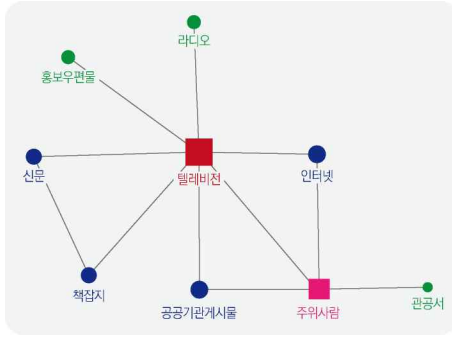 라디오
홍보우편물
신문
텔레비전
인터넷
책잡지
공공기관게시물
주위사람
관공서